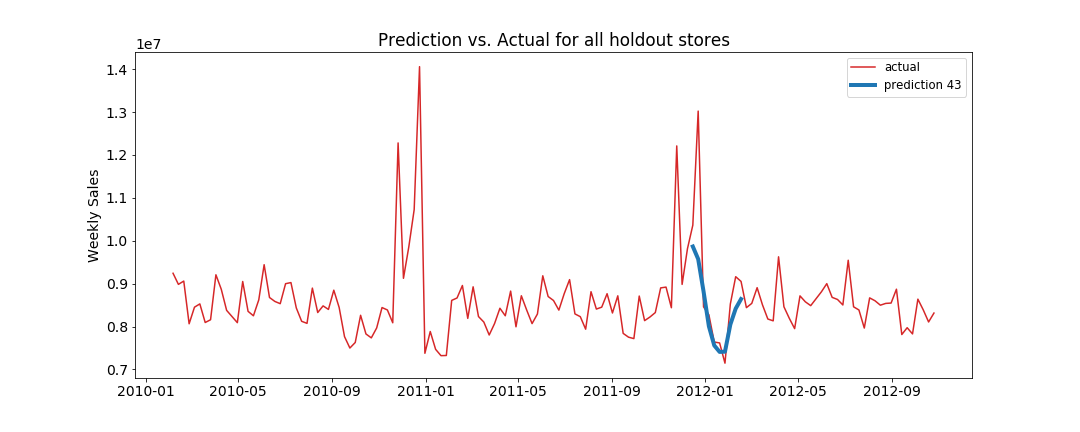 Prediction vs. Actual for all holdout stores
1e7
1.4
1.3
1.2
1.1
1.0
0.9
0.8
0.7
Weekly Sales
actual
prediction 43
2010-01 2010-05 2010-09 2011-01 2011-05 2011-09 2012-01 2012-05 2012-09